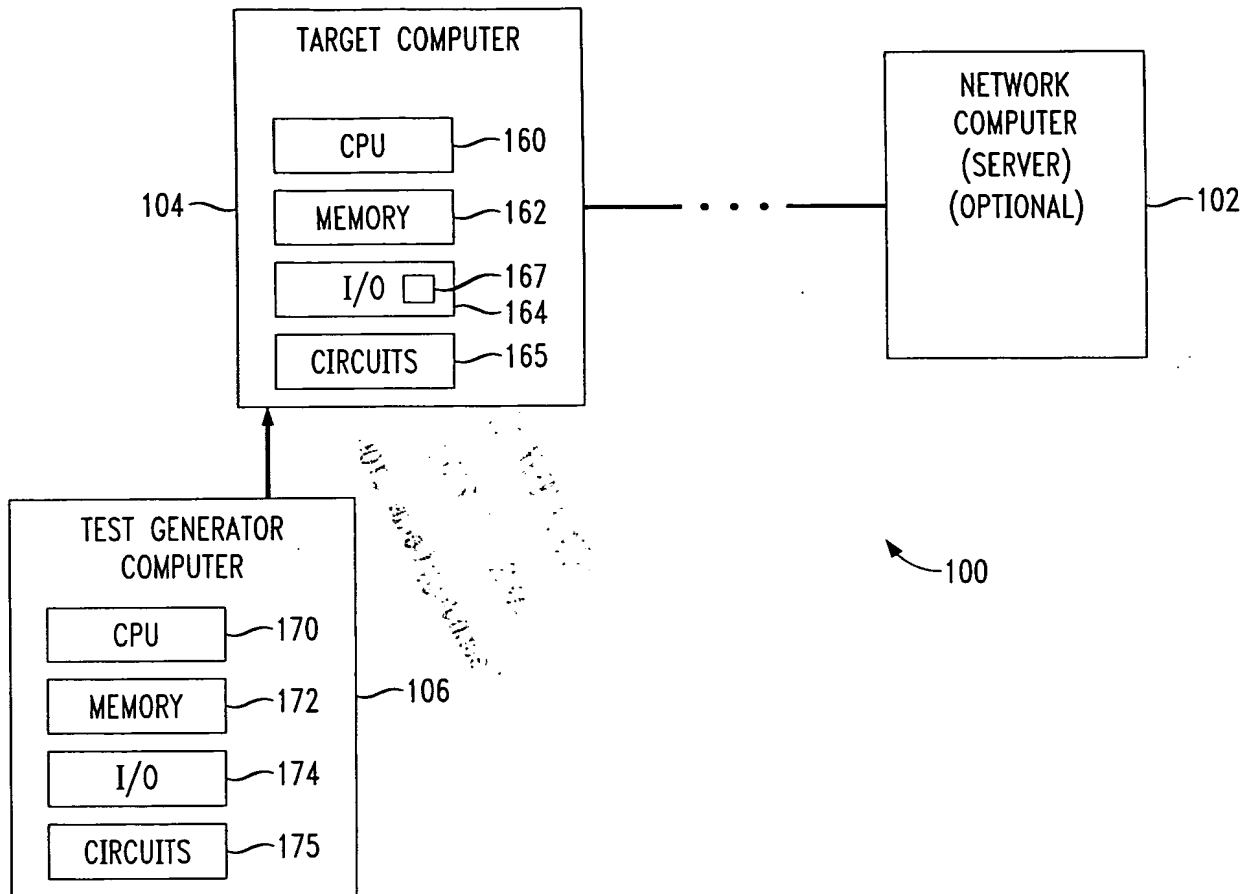 TARGET COMPUTER
CPU
160
104
MEMORY
162
I/O
167
164
CIRCUITS
165
NETWORK
COMPUTER
(SERVER)
(OPTIONAL)
102
100
TEST GENERATOR
COMPUTER
CPU
170
MEMORY
172
106
I/O
174
CIRCUITS
175